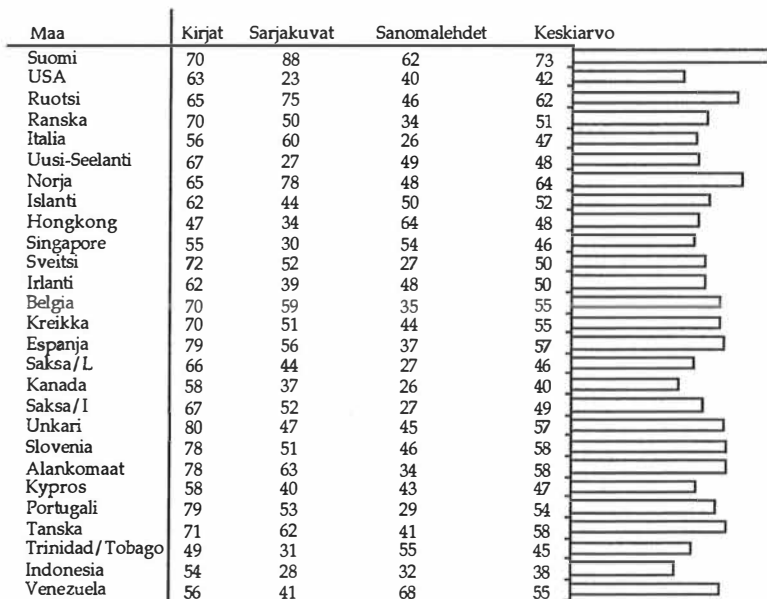 Maa Kirjat Sarjakuvat Sanomalehdet Keskiarvo
Suomi 70 88 62 73
USA 63 23 40 42
Ruotsi 65 75 46 62
Ranska 70 50 34 51
Italia 56 60 26 47
Uusi-Seelanti 67 27 49 48
Norja 65 78 48 64
Islanti 62 44 50 52
Hongkong 47 34 64 48
Singapore 55 30 54 46
Sveitsi 72 52 27 50
Irlanti 62 39 48 50
Belgia 70 59 35 55
Kreikka 70 51 44 55
Espanja 79 56 37 57
Saksa/L 66 44 27 46
Kanada 58 37 26 40
Saksa/I 67 52 27 49
Unkari 80 47 45 57
Slovenia 78 51 46 58
Alankomaat 78 63 34 58
Kypros 58 40 43 47
Portugali 79 53 29 54
Tanska 71 62 41 58
Trinidad/Tobago 49 31 55 45
Indonesia 54 28 32 38
Venezuela 56 41 68 55